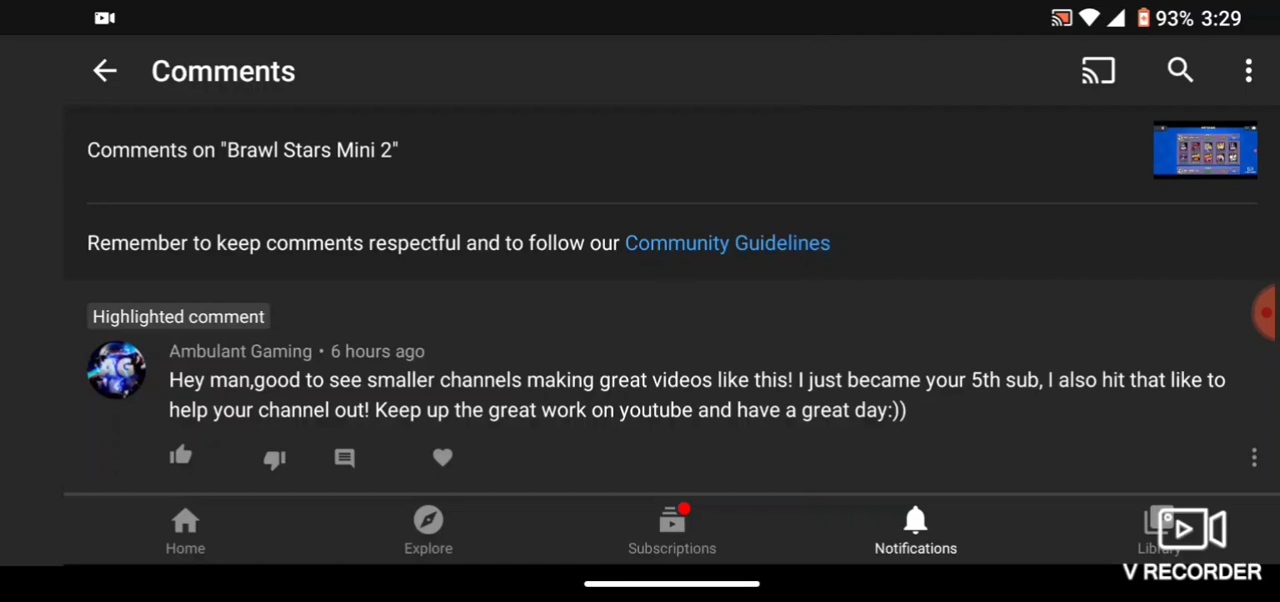 93% 3:29
Comments
Comments on "Brawl Stars Mini 2"
Remember to keep comments respectful and to follow our Community Guidelines
Highlighted comment
Ambulant Gaming • 6 hours ago
Hey man,good to see smaller channels making great videos like this! I just became your 5th sub, I also hit that like to
help your channel out! Keep up the great work on youtube and have a great day:))
AG
Home Explore Subscriptions Notifications Library
V RECORDER